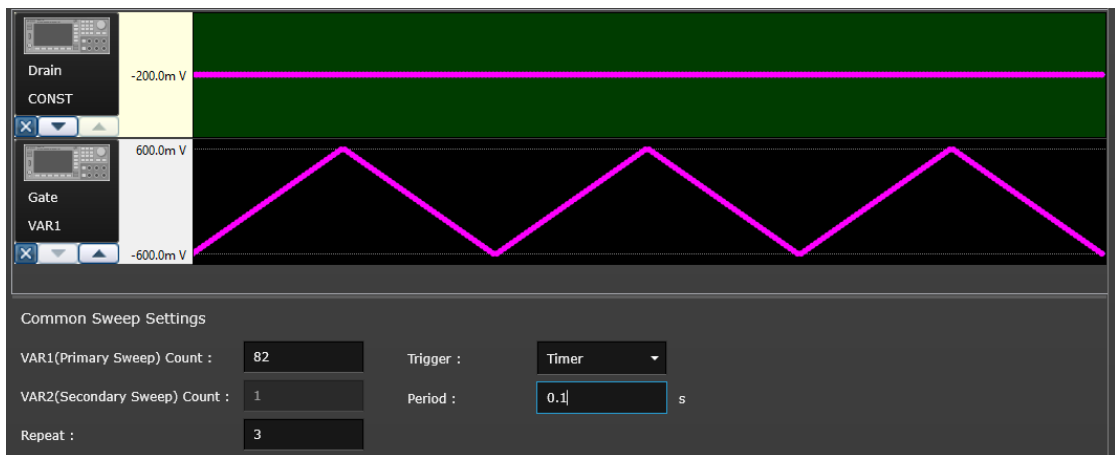 Drain
-200.0m V
CONST
600.0m V
Gate
VAR1
-600.0m V
Common Sweep Settings
VAR1(Primary Sweep) Count : 82 Trigger : Timer
VAR2(Secondary Sweep) Count : 1 Period : 0.1 s
Repeat : 3